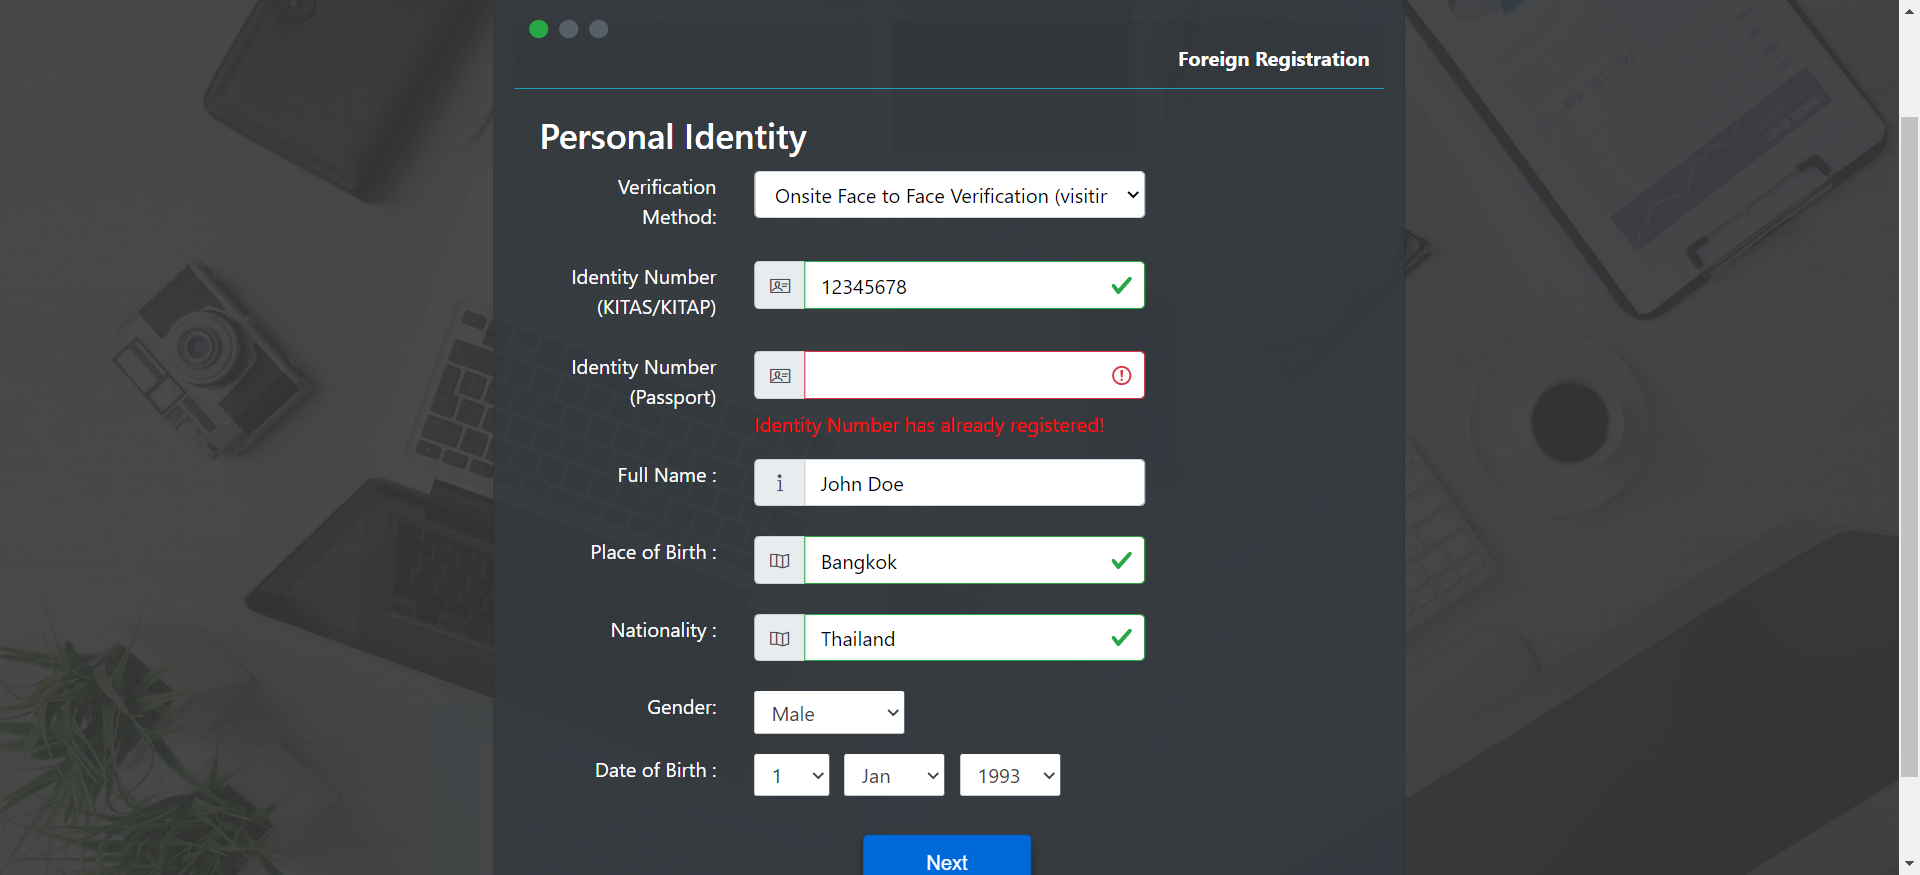 Foreign Registration
Personal Identity
Verification
Method:
Onsite Face to Face Verification (visitir
Identity Number
(KITAS/KITAP)
12345678
Identity Number
(Passport)
Identity Number has already registered!
Full Name :
John Doe
Place of Birth :
Bangkok
Nationality :
Thailand
Gender:
Male
Date of Birth :
1 Jan 1993
Next